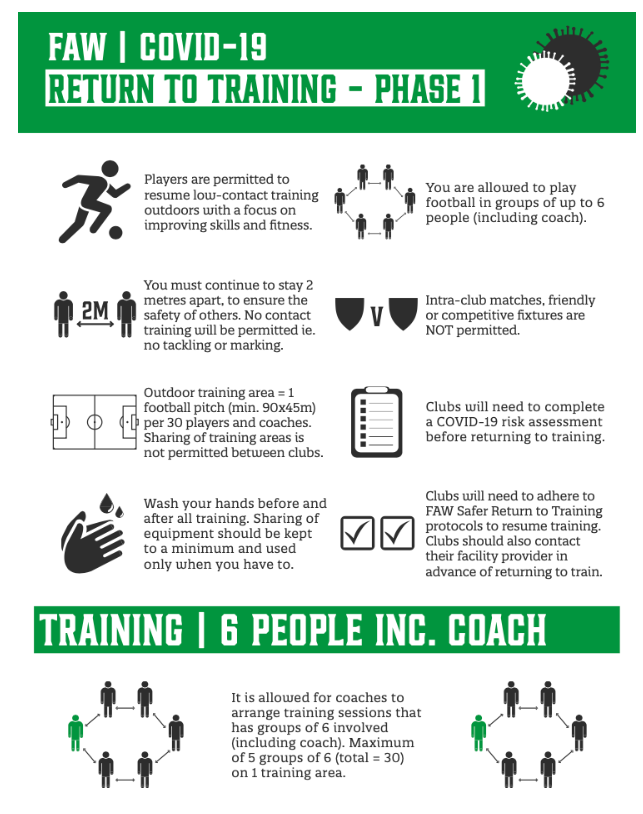 FAW | COVID-19
RETURN TO TRAINING - PHASE 1
Players are permitted to
resume low-contact training
outdoors with a focus on
improving skills and fitness.
You are allowed to play
football in groups of up to 6
people (including coach).
2M
You must continue to stay 2
metres apart, to ensure the
safety of others. No contact
training will be permitted ie.
no tackling or marking.
V
Intra-club matches, friendly
or competitive fixtures are
NOT permitted.
Outdoor training area = 1
football pitch (min. 90x45m)
per 30 players and coaches.
Sharing of training areas is
not permitted between clubs.
Clubs will need to complete
a COVID-19 risk assessment
before returning to training.
Wash your hands before and
after all training. Sharing of
equipment should be kept
to a minimum and used
only when you have to.
Clubs will need to adhere to
FAW Safer Return to Training
protocols to resume training.
Clubs should also contact
their facility provider in
advance of returning to train.
TRAINING | 6 PEOPLE INC. COACH
It is allowed for coaches to
arrange training sessions that
has groups of 6 involved
(including coach). Maximum
of 5 groups of 6 (total = 30)
on 1 training area.